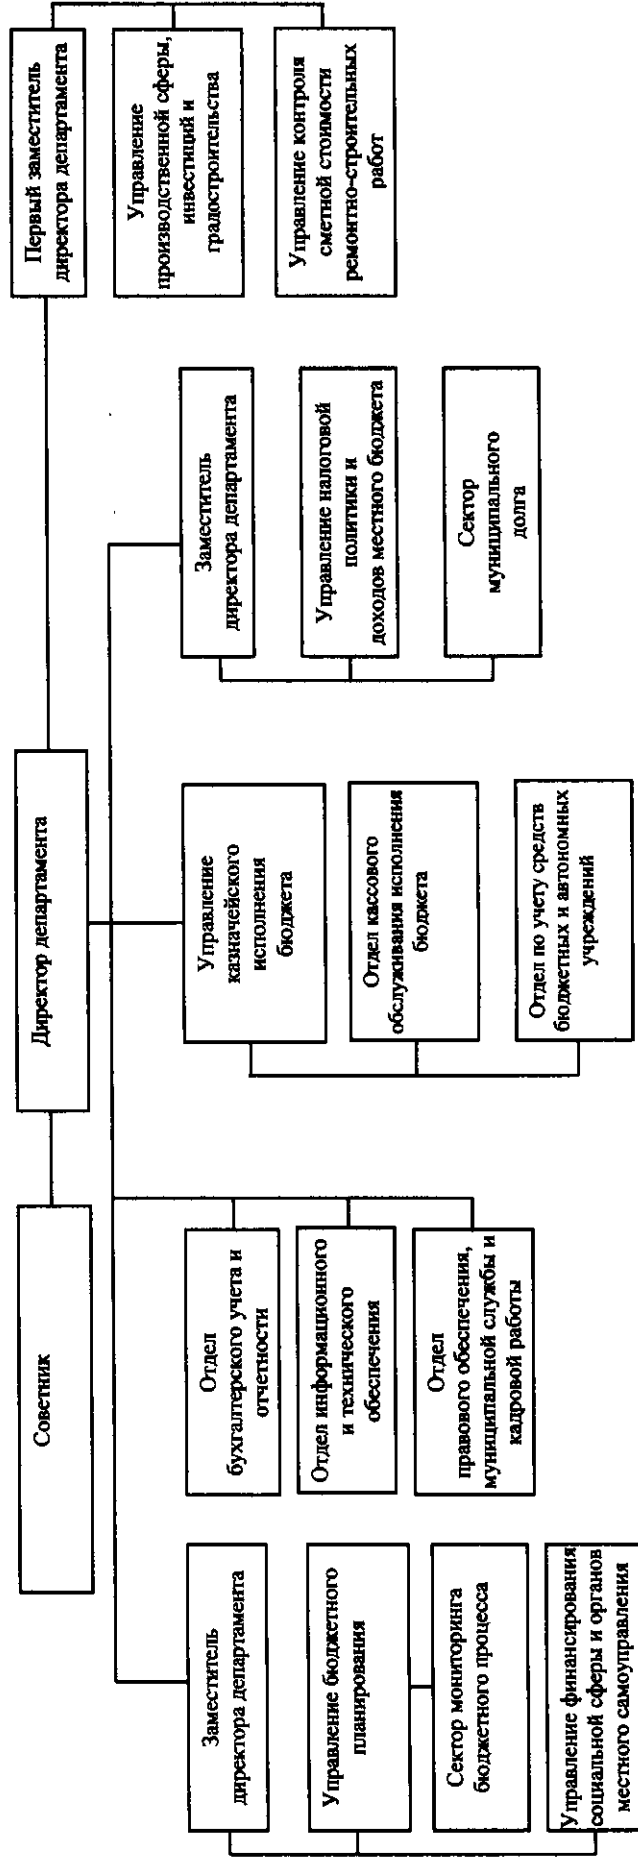 Советник
Директор департамента
Первый заместитель
директора департамента
Заместитель
директора департамента
Управление бюджетного
планирования
Сектор мониторинга
бюджетного процесса
Управление финансирования
социальной сферы и органов
местного самоуправления
Отдел
бухгалтерского учета и
отчетности
Отдел информационного
и технического
обеспечения
Отдел
правового обеспечения,
муниципальной службы и
кадровой работы
Управление
казначейского
исполнения
бюджета
Отдел кассового
обслуживания исполнения
бюджета
Отдел по учету средств
бюджетных и автономных
учреждений
Заместитель
директора департамента
Управление налоговой
политики и
доходов местного бюджета
Сектор
муниципального
долга
Управление
производственной сферы,
инвестиций и
градостроительства
Управление контроля
сметной стоимости
ремонтно-строительных
работ